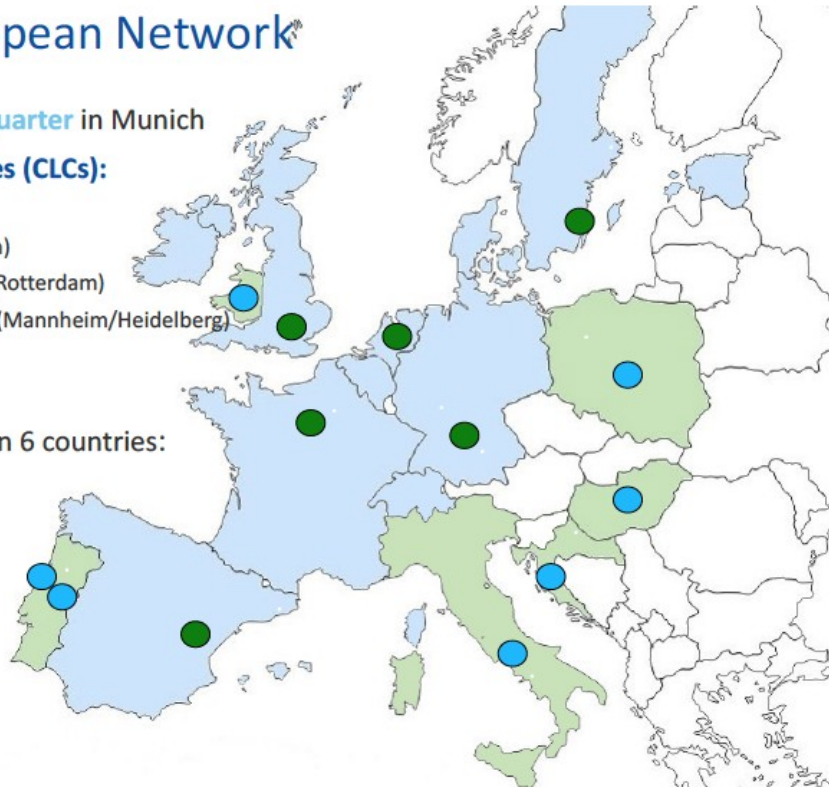 pean Network
uarter in Munich
es (CLCs):
)
Rotterdam)
(Mannheim/Heidelberg)
n 6 countries: